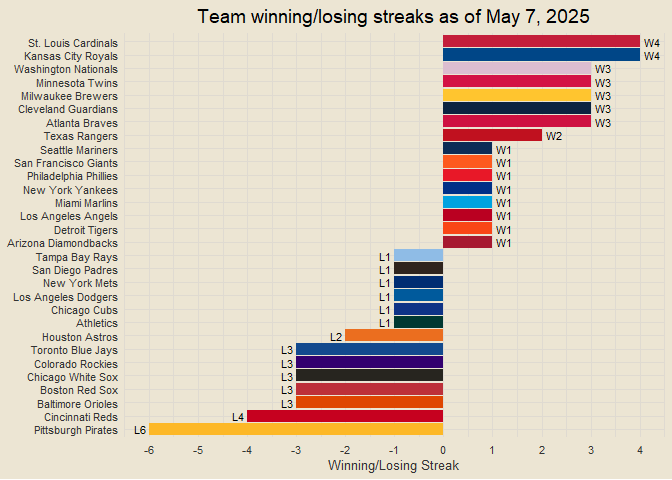 Team winning/losing streaks as of May 7, 2025
St. Louis Cardinals W4
Kansas City Royals W4
Washington Nationals W3
Minnesota Twins W3
Milwaukee Brewers W3
Cleveland Guardians W3
Atlanta Braves W3
Texas Rangers W2
Seattle Mariners W1
San Francisco Giants W1
Philadelphia Phillies W1
New York Yankees W1
Miami Marlins W1
Los Angeles Angels W1
Detroit Tigers W1
Arizona Diamondbacks W1
Tampa Bay Rays L1
San Diego Padres L1
New York Mets L1
Los Angeles Dodgers L1
Chicago Cubs L1
Athletics L1
Houston Astros L2
Toronto Blue Jays L3
Colorado Rockies L3
Chicago White Sox L3
Boston Red Sox L3
Baltimore Orioles L3
Cincinnati Reds L4
Pittsburgh Pirates L6
-6 -5 -4 -3 -2 -1 0 1 2 3 4
Winning/Losing Streak